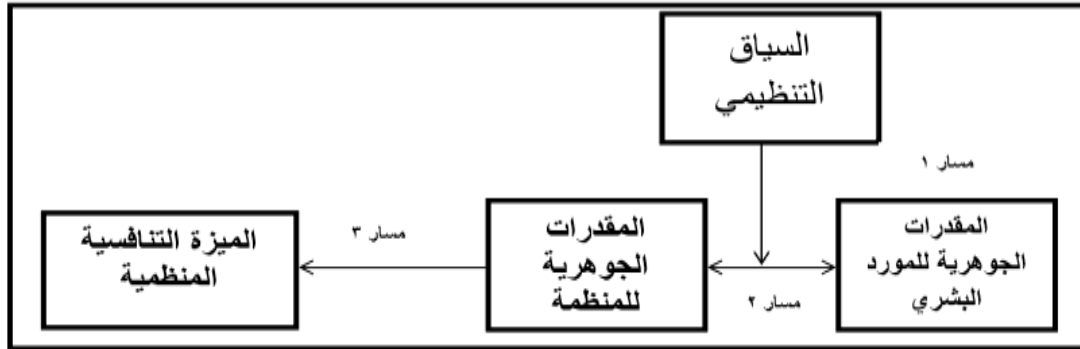 السياق
التنظيمي
مسار ١
المقدرات
الجوهرية للمورد
البشري
مسار ٢
المقدرات
الجوهرية
للمنظمة
مسار ٣
الميزة التنافسية
المنظمية